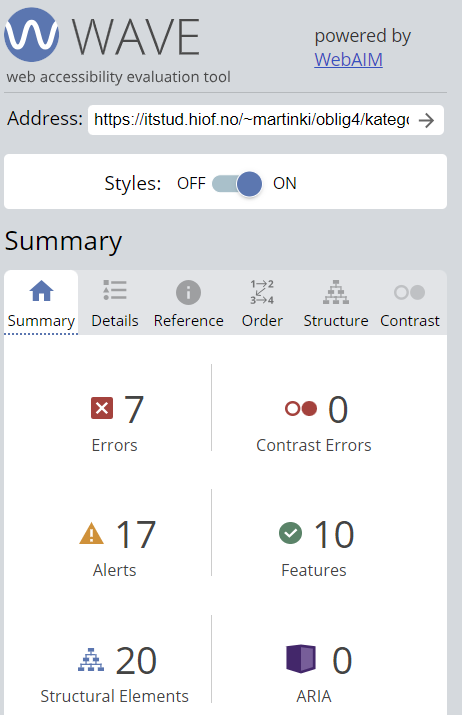 WAVE
web accessibility evaluation tool
powered by
WebAIM
Address: https://itstud.hiof.no/~martinki/oblig4/katego
Styles: OFF ON
Summary
1 2
3 4
Summary Details Reference Order Structure Contrast
7 0
Errors Contrast Errors
17 10
Alerts Features
20 0
Structural Elements ARIA